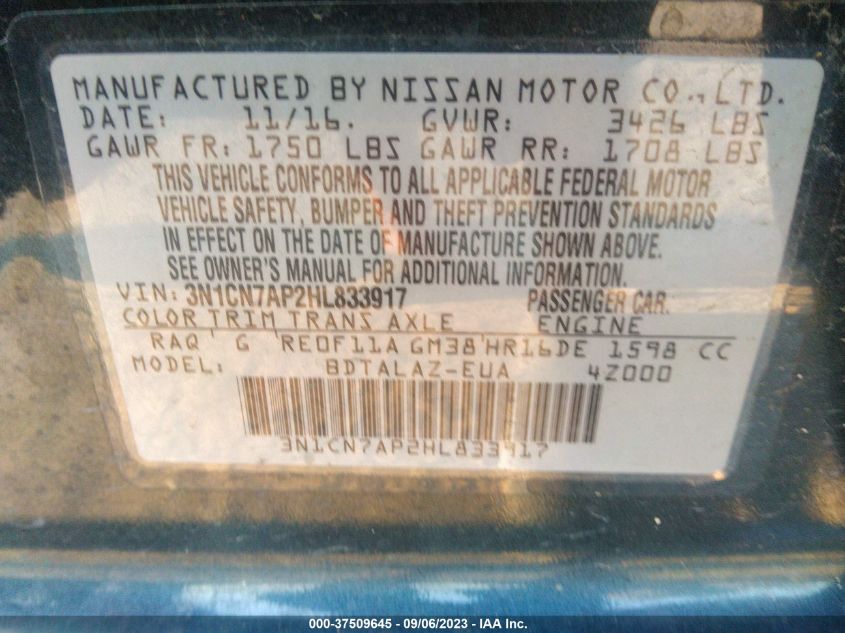 MANUFACTURED BY NISSAN MOTOR CO., LTD.
DATE: 11/16. GVWR: 3426 LBS
GAWR FR: 1750 LBS GAWR RR: 1708 LBS
THIS VEHICLE CONFORMS TO ALL APPLICABLE FEDERAL MOTOR
VEHICLE SAFETY, BUMPER AND THEFT PREVENTION STANDARDS
IN EFFECT ON THE DATE OF MANUFACTURE SHOWN ABOVE.
SEE OWNER'S MANUAL FOR ADDITIONAL INFORMATION.
VIN: 3N1CN7AP2HL833917 PASSENGER CAR.
COLOR TRIM TRANS AXLE ENGINE
RAQ G RE0F11A GM38 HR16DE 1598 CC
MODEL: BDTALAZ-EUA 4Z000
3N1CN7AP2HL833917
000-37509645 - 09/06/2023 - IAA Inc.